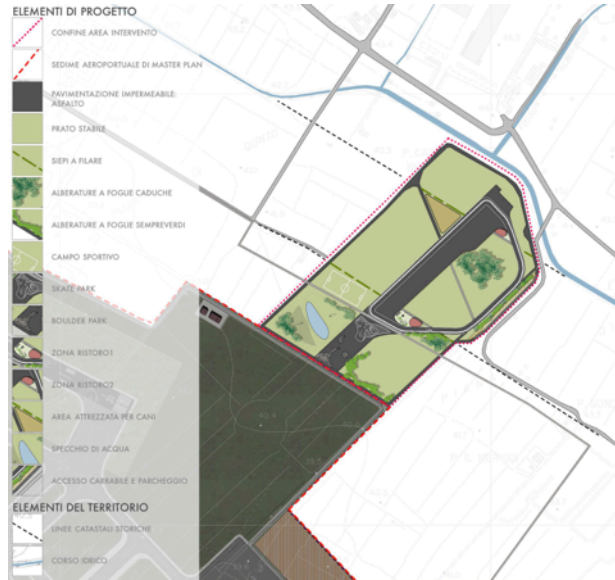 ELEMENTI DI PROGETTO
CONFINE AREA INTERVENTO
SEDIME AEROPORTUALE DI MASTER PLAN
PAVIMENTAZIONE IMPERMEABILE:
ASFALTO
PRATO STABILE
SIEPI A FILARE
ALBERATURE A FOGLIE CADUCHE
ALBERATURE A FOGLIE SEMPREVERDI
CAMPO SPORTIVO
SKATE PARK
BOULDER PARK
ZONA RISTORO1
ZONA RISTORO2
AREA ATTREZZATA PER CANI
SPECCHIO DI ACQUA
ACCESSO CARRABILE E PARCHEGGIO
ELEMENTI DEL TERRITORIO
LINEE CATASTALI STORICHE
CORSO IDRICO